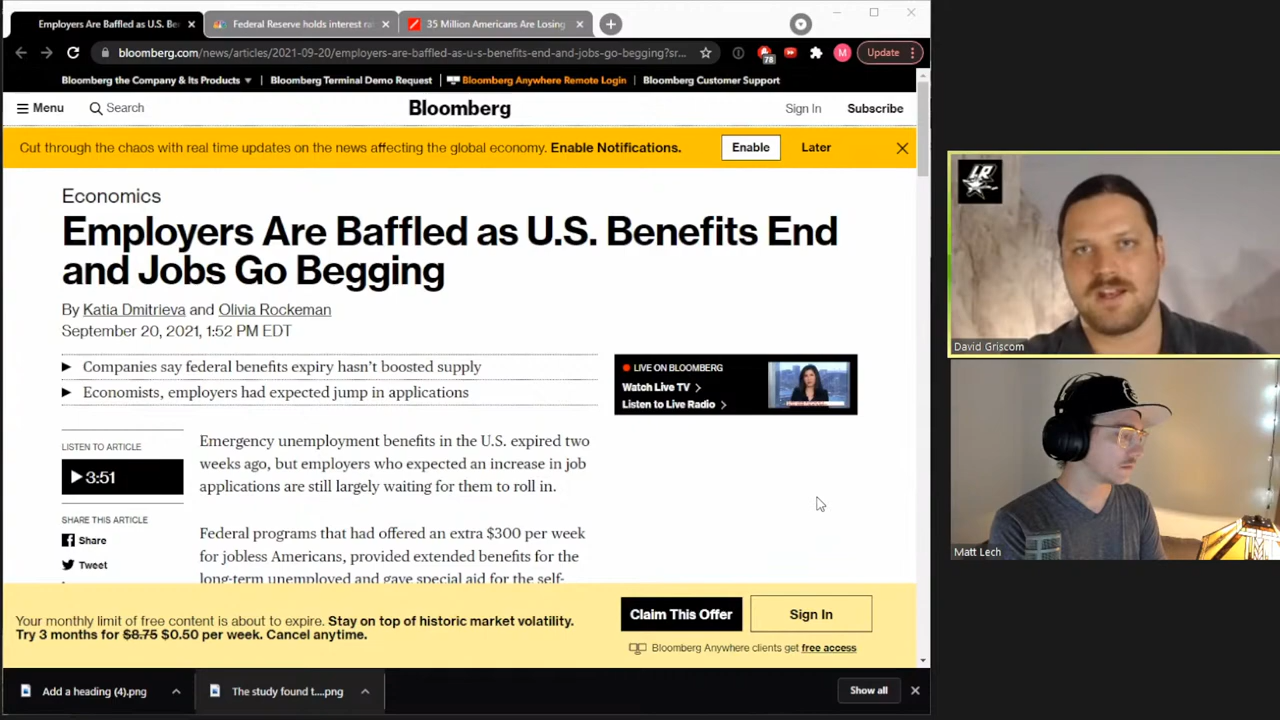 Employers Are Baffled as U.S. Be
Federal Reserve holds interest ra
35 Million Americans Are Losing
bloomberg.com/news/articles/2021-09-20/employers-are-baffled-as-u-s-benefits-end-and-jobs-go-begging?sr...
78
M
Update
Bloomberg the Company & Its Products
Bloomberg Terminal Demo Request
Bloomberg Anywhere Remote Login
Bloomberg Customer Support
Menu
Search
Bloomberg
Sign In
Subscribe
Cut through the chaos with real time updates on the news affecting the global economy. Enable Notifications.
Enable
Later
Economics
Employers Are Baffled as U.S. Benefits End
and Jobs Go Begging
By Katia Dmitrieva and Olivia Rockeman
September 20, 2021, 1:52 PM EDT
Companies say federal benefits expiry hasn't boosted supply
Economists, employers had expected jump in applications
LIVE ON BLOOMBERG
Watch Live TV
Listen to Live Radio
LISTEN TO ARTICLE
3:51
SHARE THIS ARTICLE
Share
Tweet
Emergency unemployment benefits in the U.S. expired two
weeks ago, but employers who expected an increase in job
applications are still largely waiting for them to roll in.
Federal programs that had offered an extra $300 per week
for jobless Americans, provided extended benefits for the
long-term unemployed and gave special aid for the self-
Your monthly limit of free content is about to expire. Stay on top of historic market volatility.
Try 3 months for $8.75 $0.50 per week. Cancel anytime.
Claim This Offer
Sign In
Bloomberg Anywhere clients get free access
Add a heading (4).png
The study found t....png
Show all
LR
David Griscom
Matt Lech